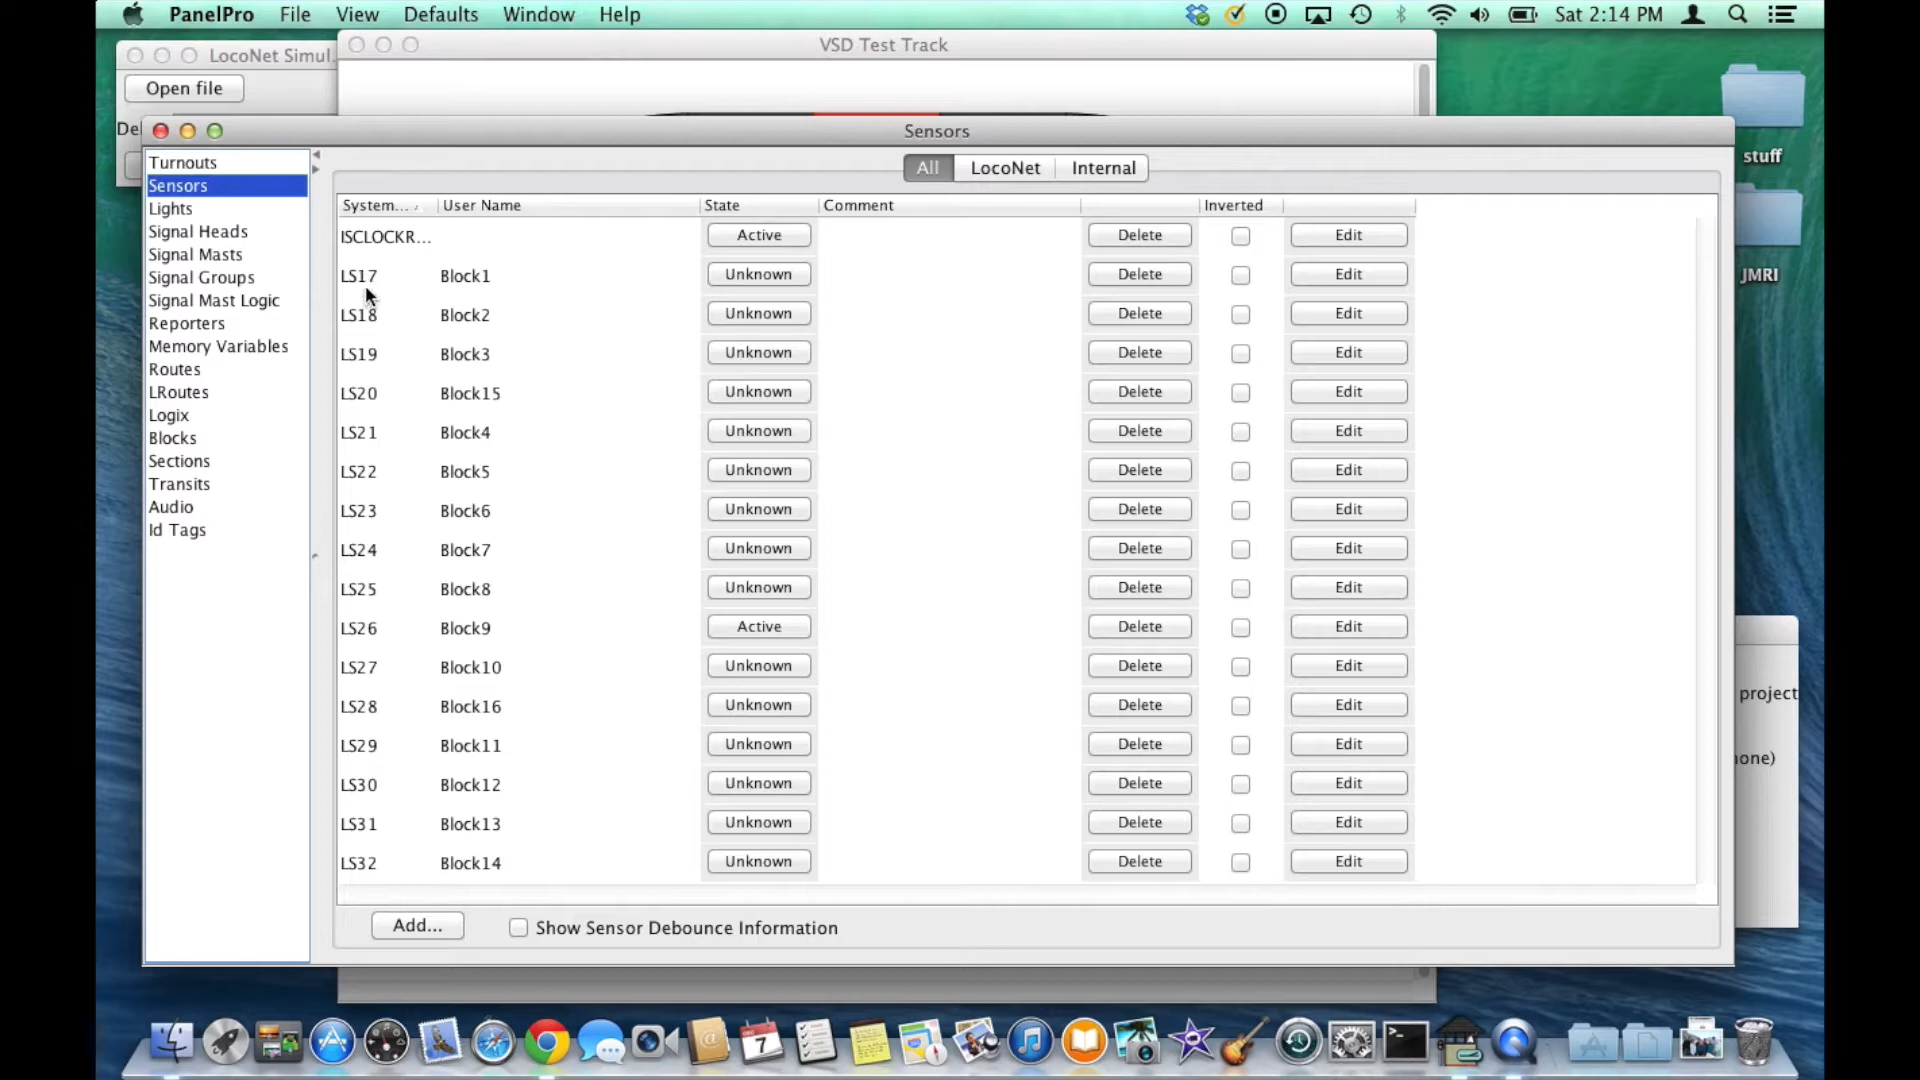 PanelPro File View Defaults Window Help Sat 2:14 PM
LocoNet Simul... VSD Test Track
Open file
Sensors
Turnouts
Sensors
Lights
Signal Heads
Signal Masts
Signal Groups
Signal Mast Logic
Reporters
Memory Variables
Routes
LRoutes
Logix
Blocks
Sections
Transits
Audio
Id Tags
All LocoNet Internal
System... User Name State Comment Inverted
ISCLOCKR... Active Delete Edit
LS17 Block1 Unknown Delete Edit
LS18 Block2 Unknown Delete Edit
LS19 Block3 Unknown Delete Edit
LS20 Block15 Unknown Delete Edit
LS21 Block4 Unknown Delete Edit
LS22 Block5 Unknown Delete Edit
LS23 Block6 Unknown Delete Edit
LS24 Block7 Unknown Delete Edit
LS25 Block8 Unknown Delete Edit
LS26 Block9 Active Delete Edit
LS27 Block10 Unknown Delete Edit
LS28 Block16 Unknown Delete Edit
LS29 Block11 Unknown Delete Edit
LS30 Block12 Unknown Delete Edit
LS31 Block13 Unknown Delete Edit
LS32 Block14 Unknown Delete Edit
Add... Show Sensor Debounce Information
stuff
JMRI
project
7